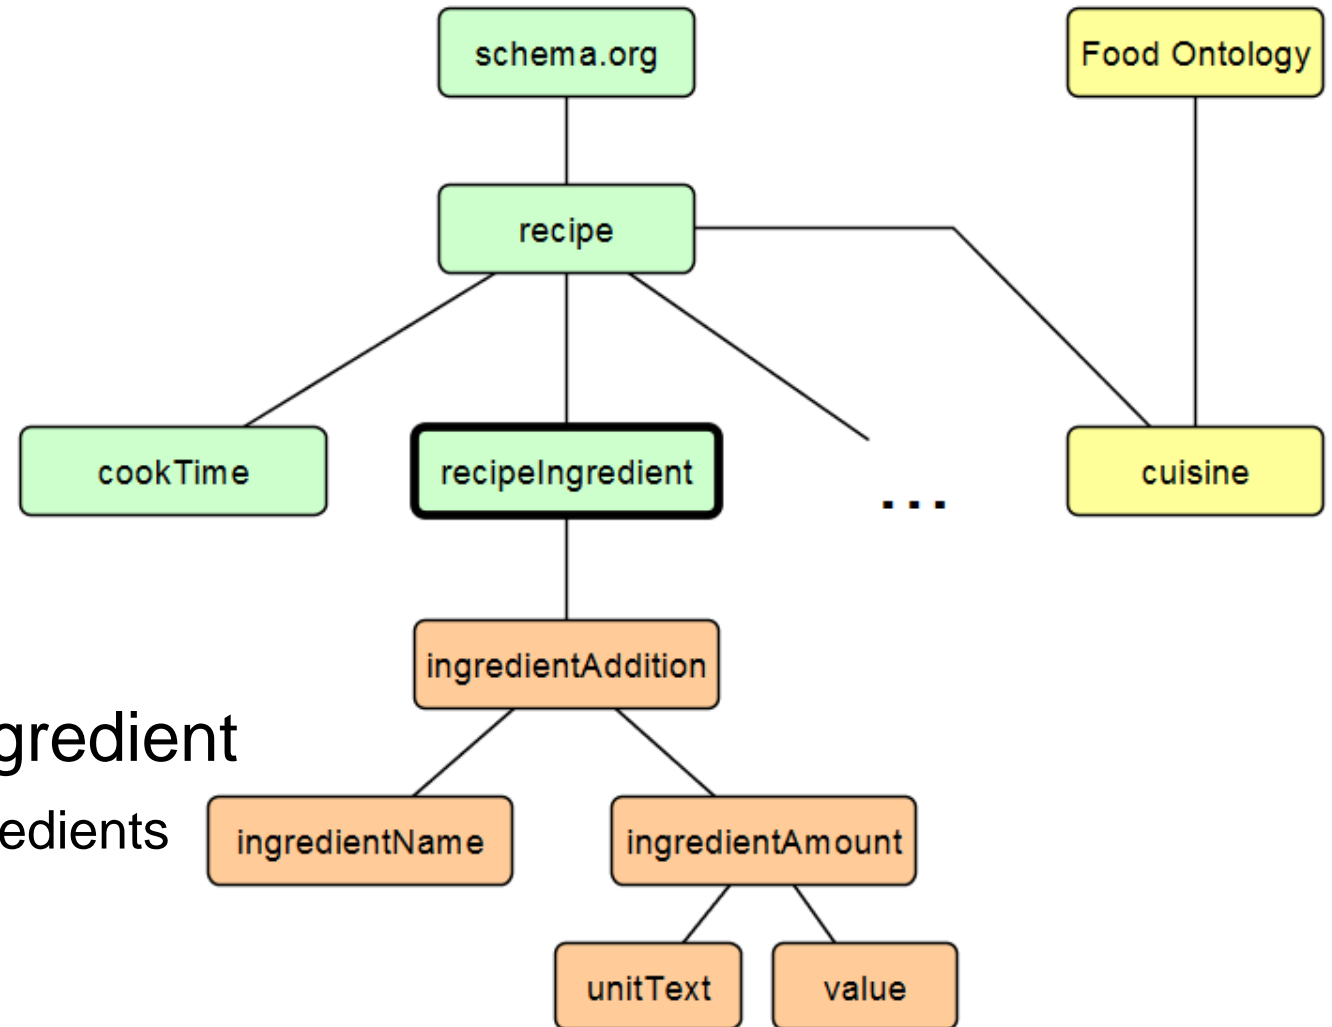 schema.org
Food Ontology
recipe
cookTime
recipeIngredient
...
cuisine
ingredientAddition
gredient
edients
ingredientName
ingredientAmount
unitText
value